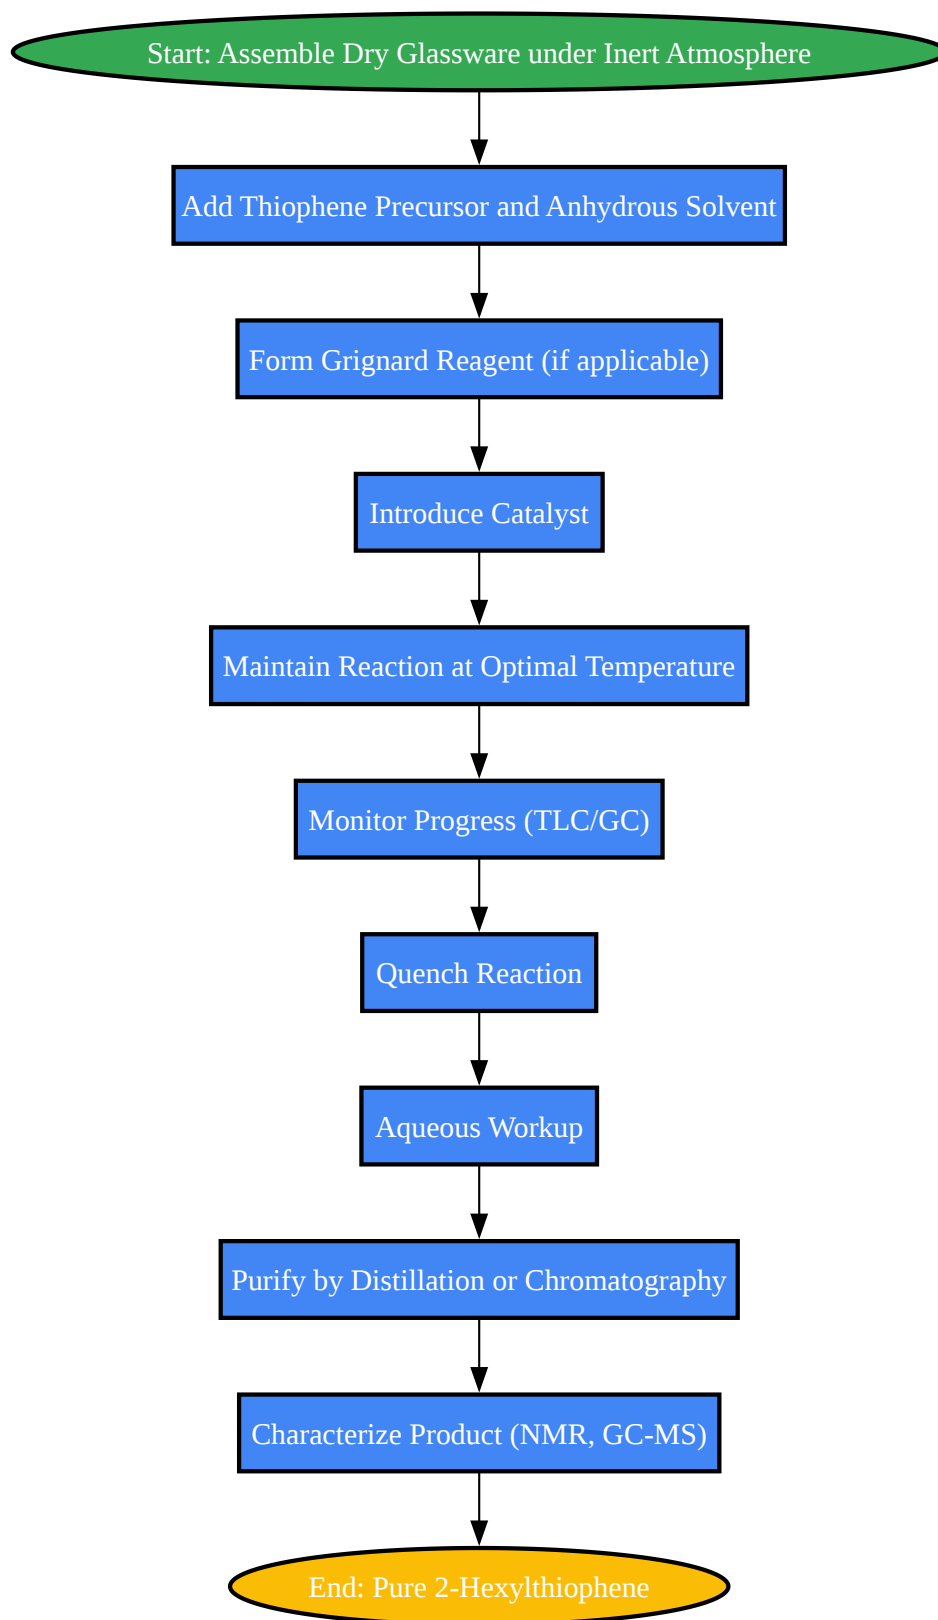 Start: Assemble Dry Glassware under Inert Atmosphere
Add Thiophene Precursor and Anhydrous Solvent
Form Grignard Reagent (if applicable)
Introduce Catalyst
Maintain Reaction at Optimal Temperature
Monitor Progress (TLC/GC)
Quench Reaction
Aqueous Workup
Purify by Distillation or Chromatography
Characterize Product (NMR, GC-MS)
End: Pure 2-Hexylthiophene